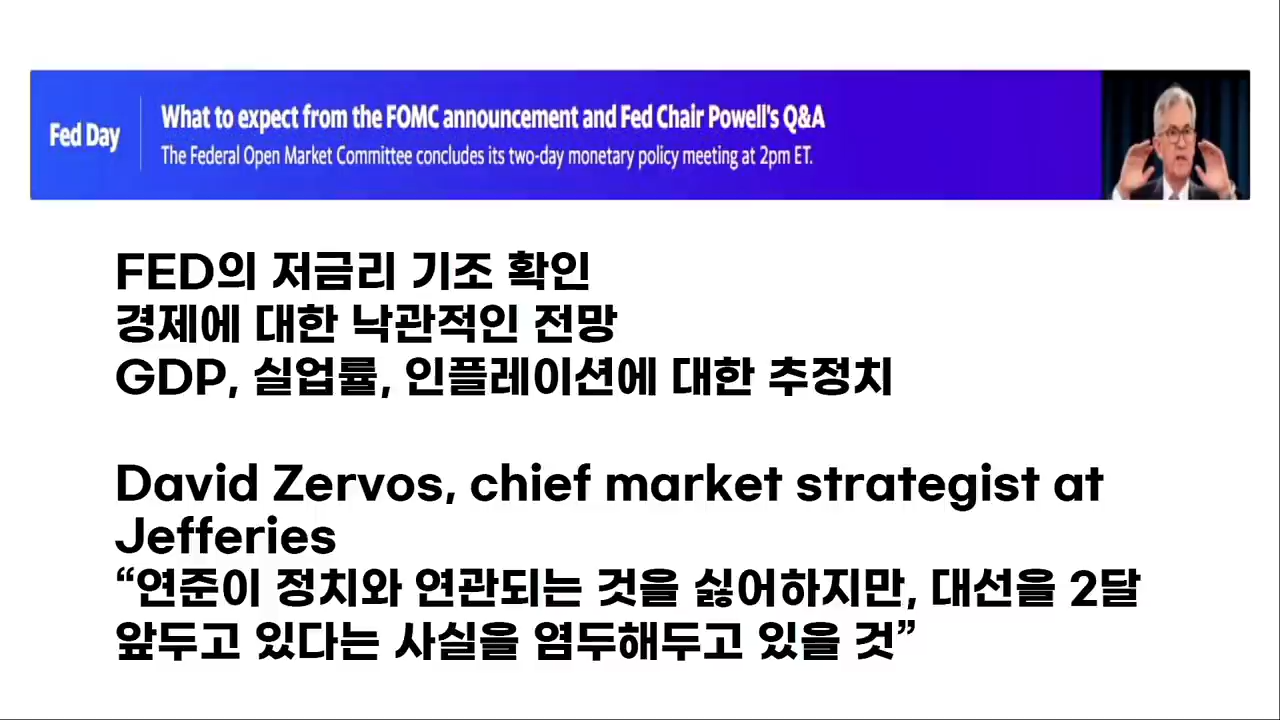 Fed Day
What to expect from the FOMC announcement and Fed Chair Powell's Q&A
The Federal Open Market Committee concludes its two-day monetary policy meeting at 2pm ET.
FED의 저금리 기조 확인
경제에 대한 낙관적인 전망
GDP, 실업률, 인플레이션에 대한 추정치
David Zervos, chief market strategist at
Jefferies
“연준이 정치와 연관되는 것을 싫어하지만, 대선을 2달
앞두고 있다는 사실을 염두해두고 있을 것”